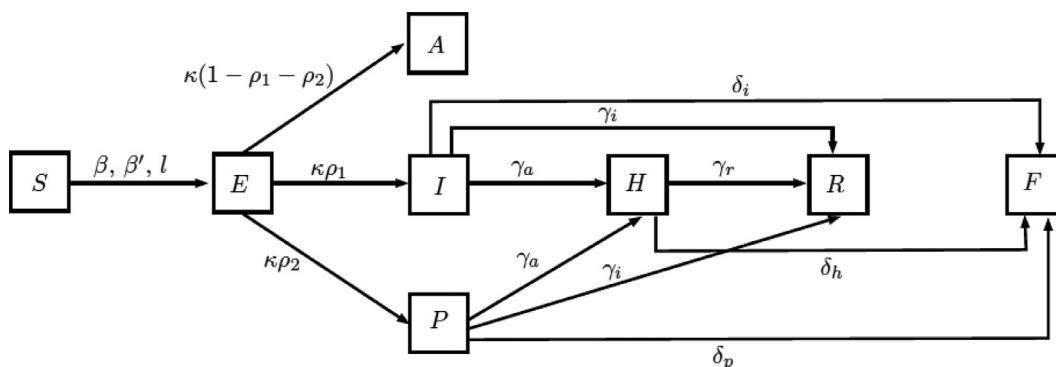 A
κ(1 − ρ₁ − ρ₂)
δᵢ
γᵢ
S
β, β′, l
E
κρ₁
I
γₐ
H
γᵣ
R
F
κρ₂
γₐ
γᵢ
δₕ
P
δₚ